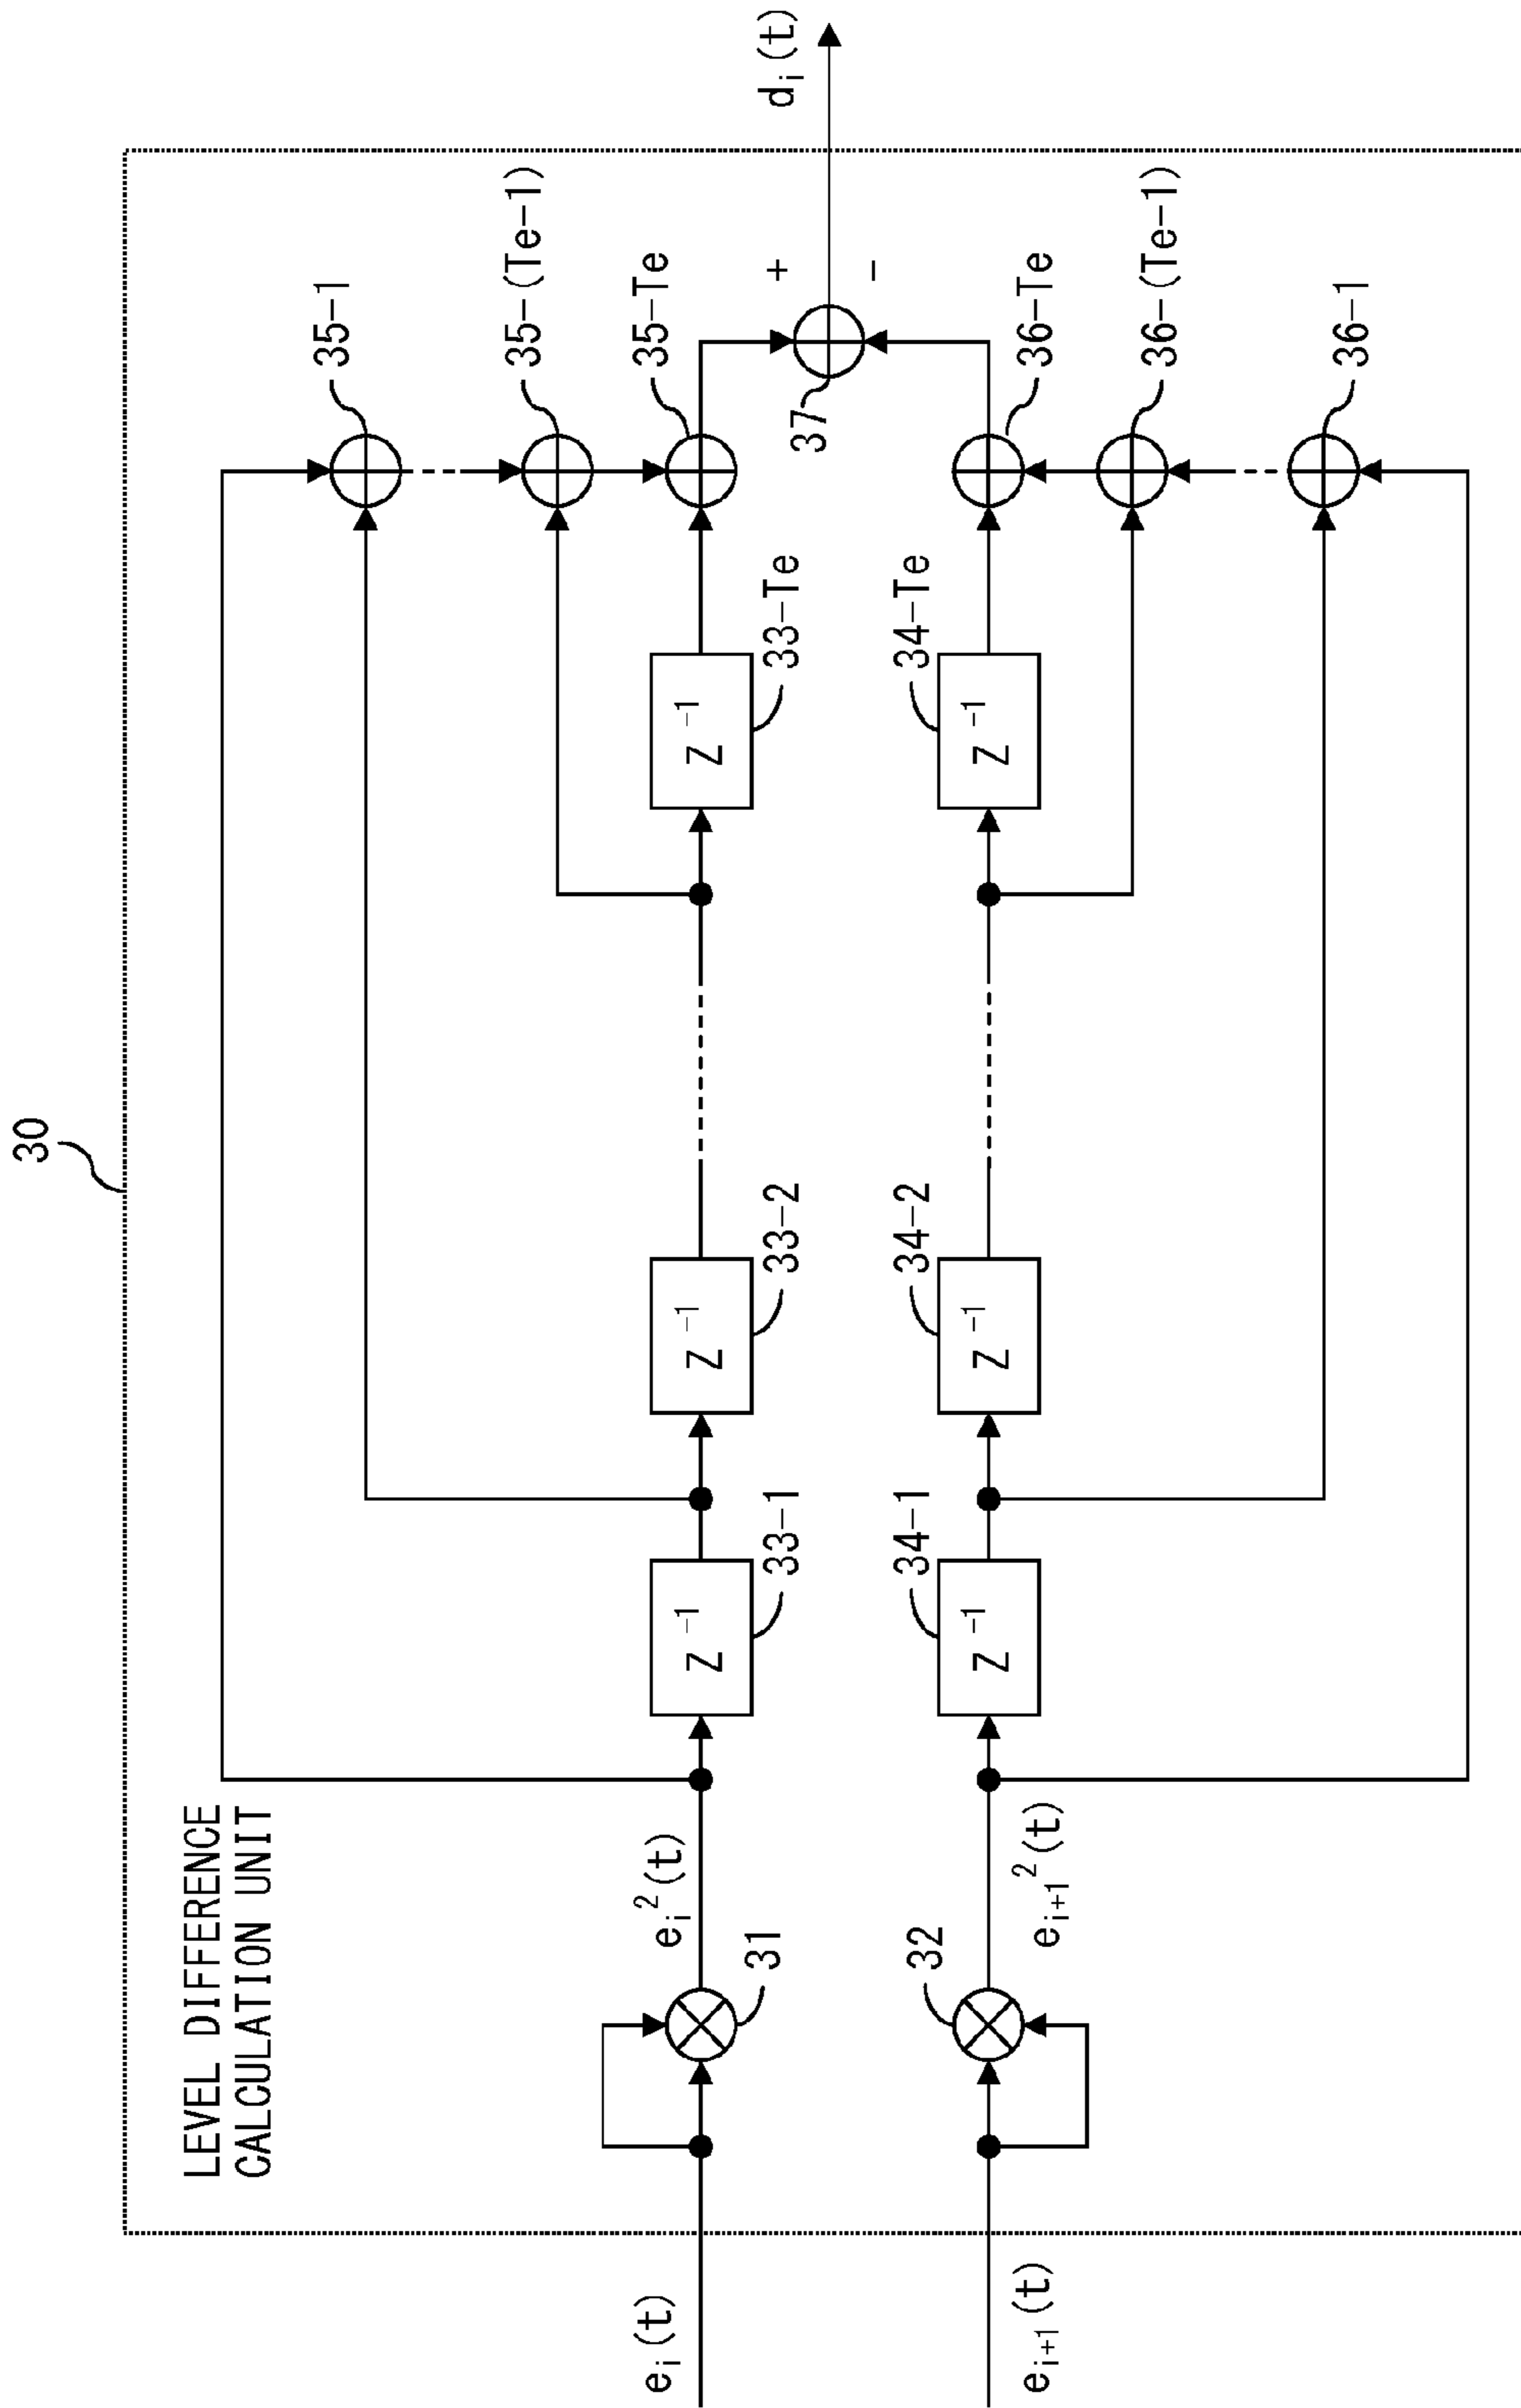 30
LEVEL DIFFERENCE
CALCULATION UNIT
35-1
35-(Te-1)
35-Te
d_i(t)
+
-
37
36-Te
36-(Te-1)
36-1
e_i(t)
31
e_i^2(t)
Z^-1
33-1
Z^-1
33-2
Z^-1
33-Te
e_{i+1}(t)
32
e_{i+1}^2(t)
Z^-1
34-1
Z^-1
34-2
Z^-1
34-Te